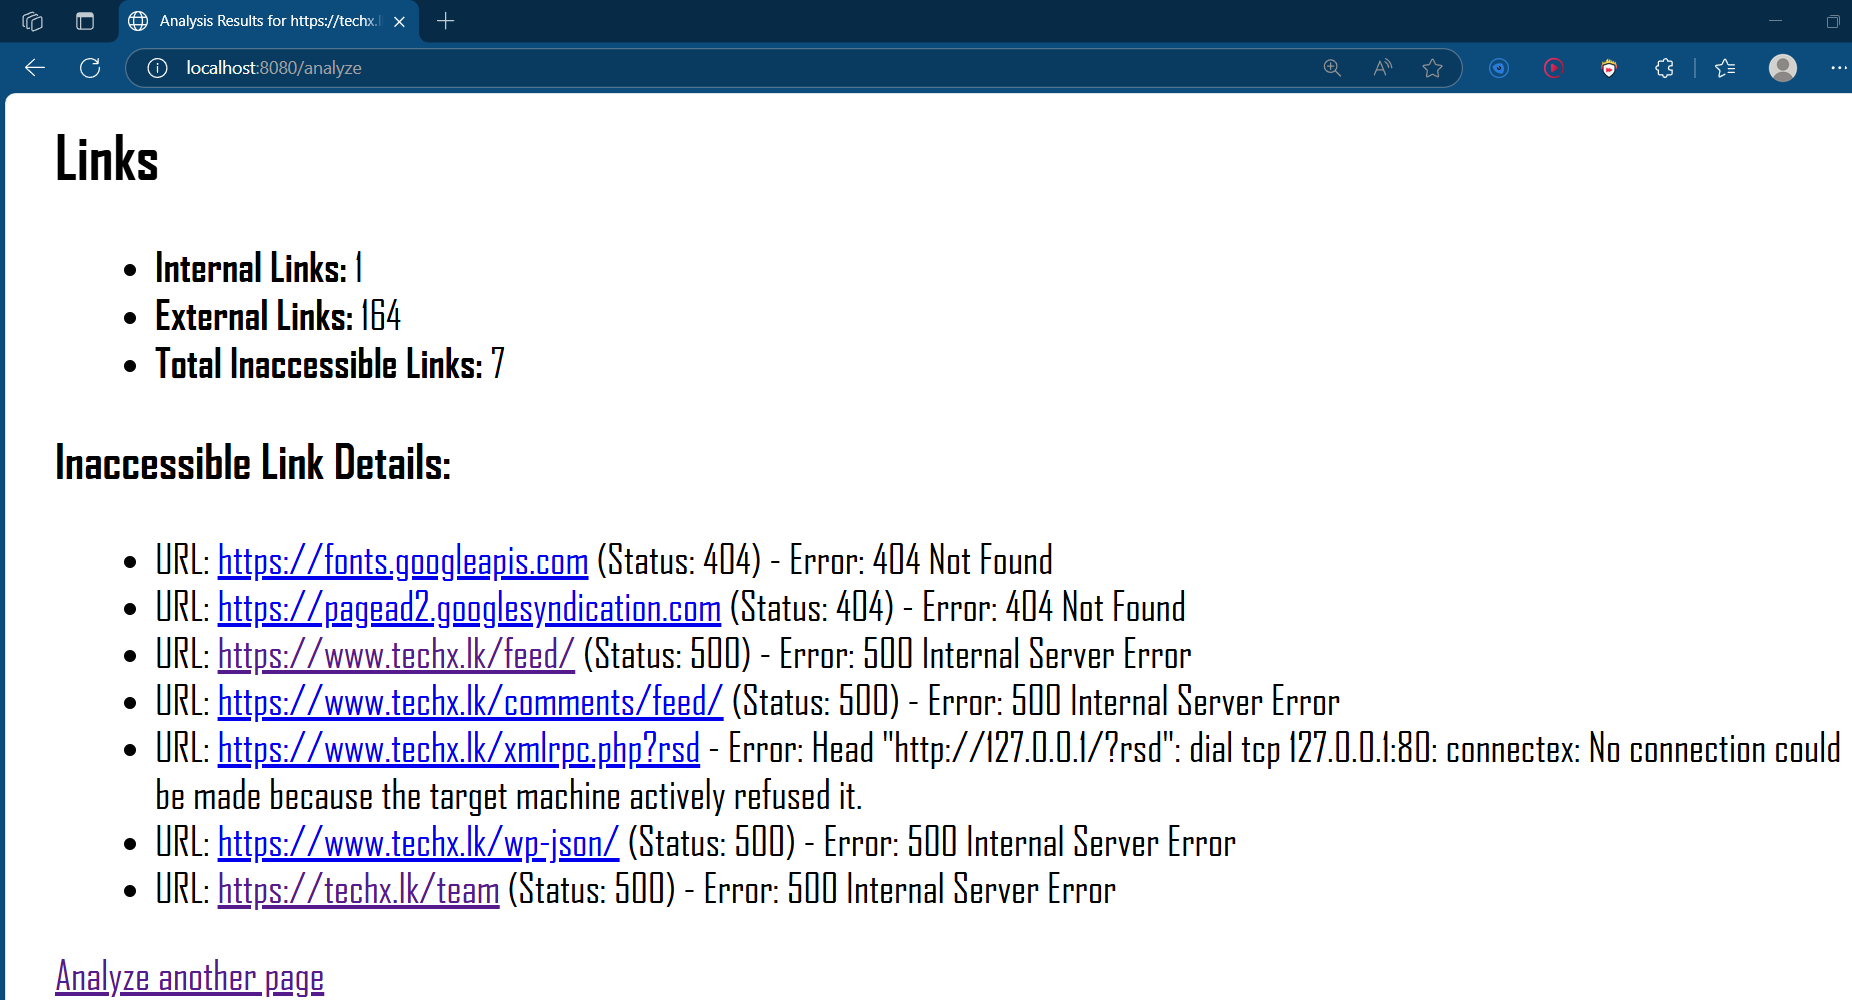 Analysis Results for https://techx.l
localhost:8080/analyze
Links
Internal Links: 1
External Links: 164
Total Inaccessible Links: 7
Inaccessible Link Details:
URL: https://fonts.googleapis.com (Status: 404) - Error: 404 Not Found
URL: https://pagead2.googlesyndication.com (Status: 404) - Error: 404 Not Found
URL: https://www.techx.lk/feed/ (Status: 500) - Error: 500 Internal Server Error
URL: https://www.techx.lk/comments/feed/ (Status: 500) - Error: 500 Internal Server Error
URL: https://www.techx.lk/xmlrpc.php?rsd - Error: Head "http://127.0.0.1/?rsd": dial tcp 127.0.0.1:80: connectex: No connection could
be made because the target machine actively refused it.
URL: https://www.techx.lk/wp-json/ (Status: 500) - Error: 500 Internal Server Error
URL: https://techx.lk/team (Status: 500) - Error: 500 Internal Server Error
Analyze another page